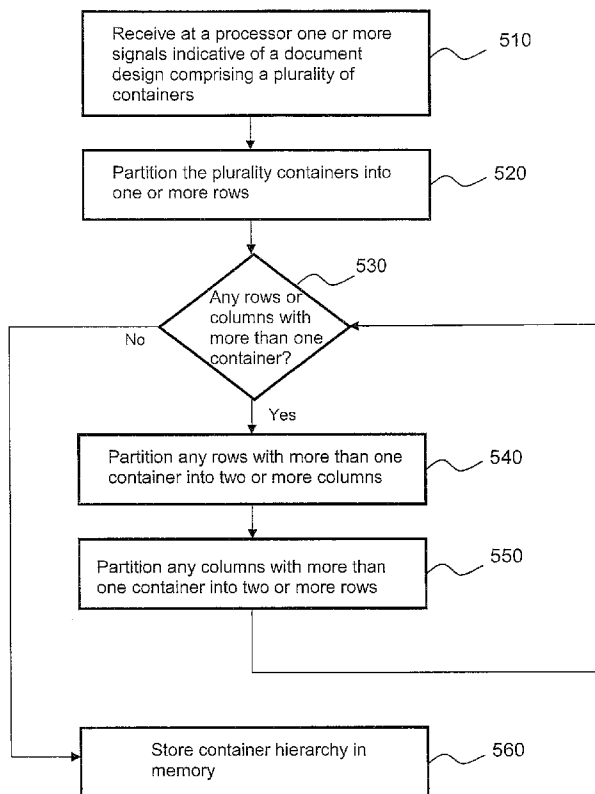 Receive at a processor one or more
signals indicative of a document
design comprising a plurality of
containers
510
Partition the plurality containers into
one or more rows
520
530
Any rows or
columns with
more than one
container?
No
Yes
Partition any rows with more than one
container into two or more columns
540
Partition any columns with more than
one container into two or more rows
550
Store container hierarchy in
memory
560